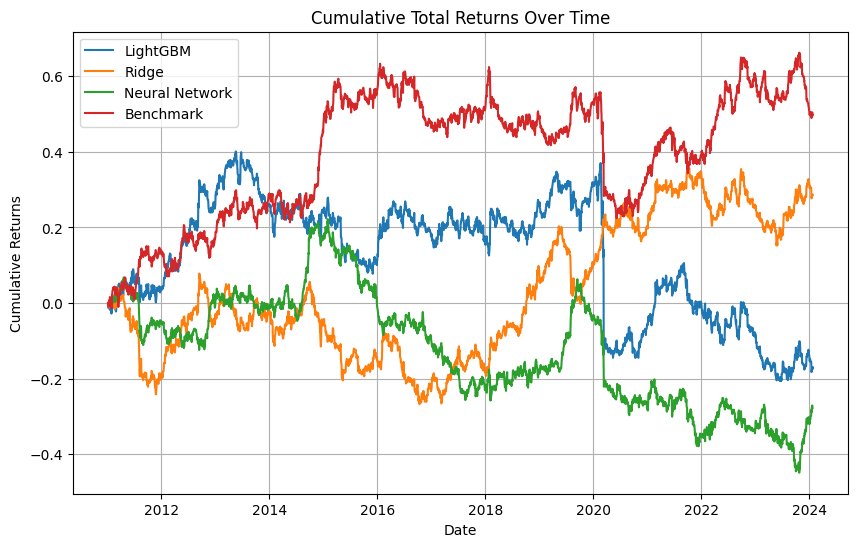 Cumulative Total Returns Over Time
LightGBM
Ridge
Neural Network
Benchmark
Cumulative Returns
0.6
0.4
0.2
0.0
−0.2
−0.4
2012 2014 2016 2018 2020 2022 2024
Date